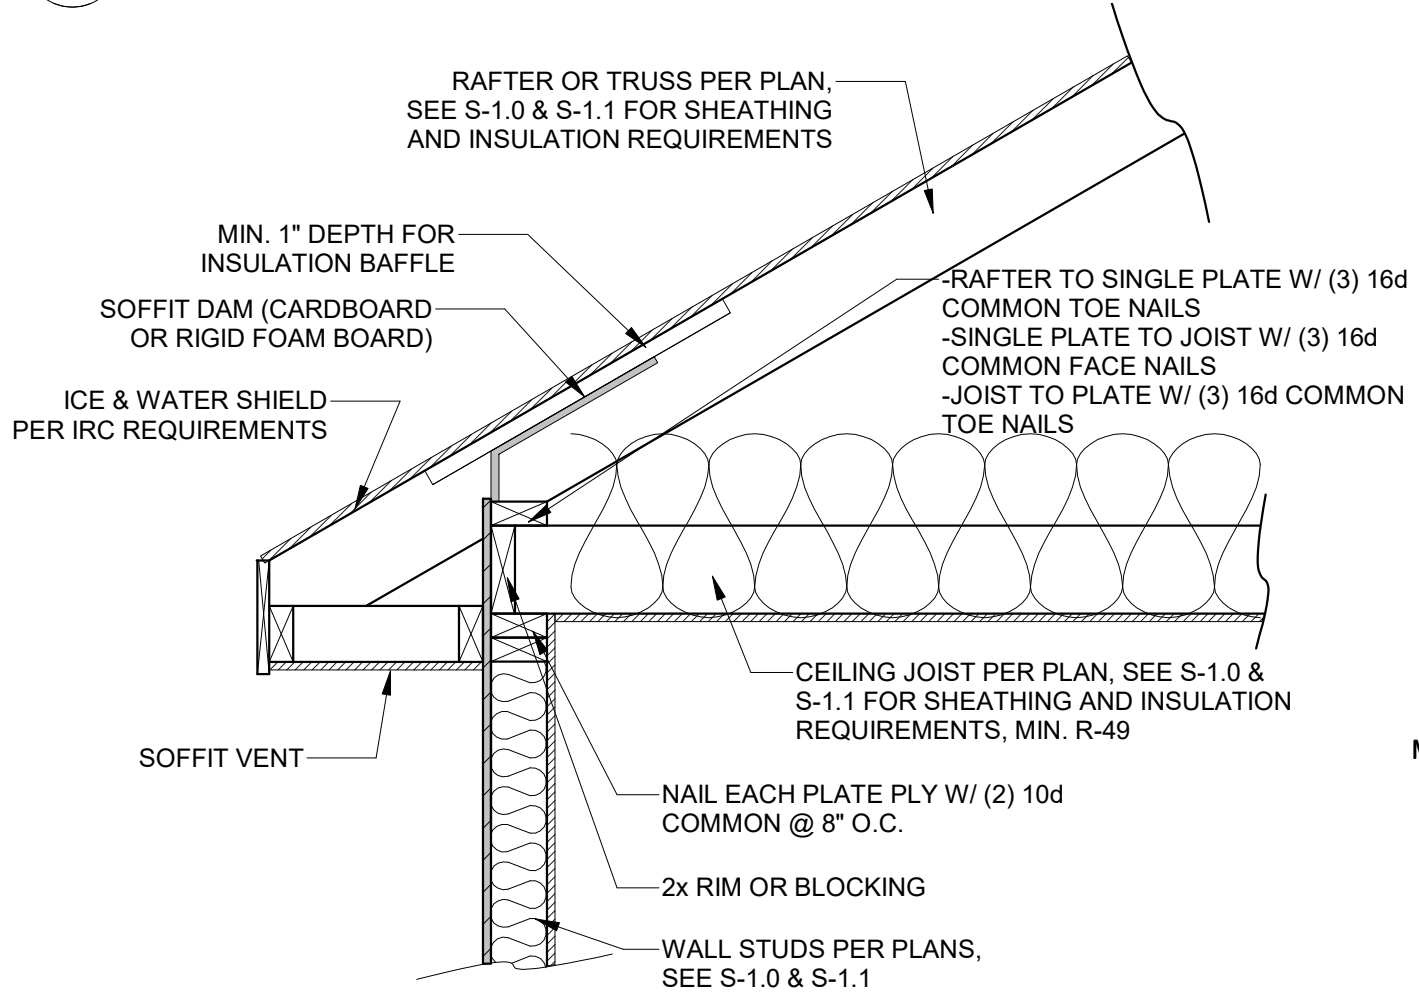 RAFTER OR TRUSS PER PLAN,
SEE S-1.0 & S-1.1 FOR SHEATHING
AND INSULATION REQUIREMENTS
MIN. 1" DEPTH FOR
INSULATION BAFFLE
SOFFIT DAM (CARDBOARD
OR RIGID FOAM BOARD)
ICE & WATER SHIELD
PER IRC REQUIREMENTS
-RAFTER TO SINGLE PLATE W/ (3) 16d
COMMON TOE NAILS
-SINGLE PLATE TO JOIST W/ (3) 16d
COMMON FACE NAILS
-JOIST TO PLATE W/ (3) 16d COMMON
TOE NAILS
CEILING JOIST PER PLAN, SEE S-1.0 &
S-1.1 FOR SHEATHING AND INSULATION
REQUIREMENTS, MIN. R-49
SOFFIT VENT
NAIL EACH PLATE PLY W/ (2) 10d
COMMON @ 8" O.C.
2x RIM OR BLOCKING
WALL STUDS PER PLANS,
SEE S-1.0 & S-1.1